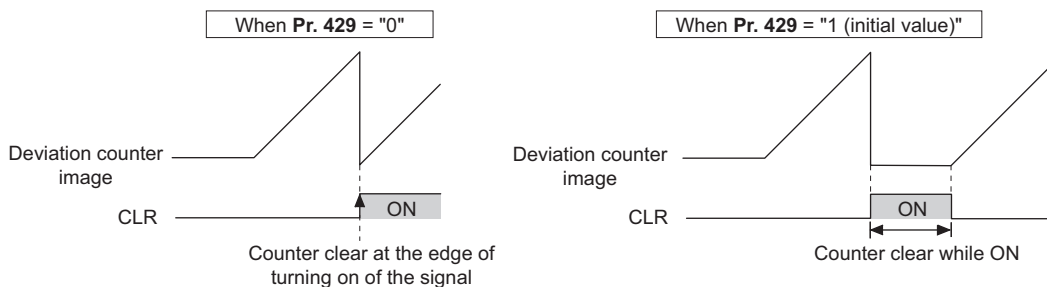 When Pr. 429 = "0"
Deviation counter
image
CLR
ON
Counter clear at the edge of
turning on of the signal
When Pr. 429 = "1 (initial value)"
Deviation counter
image
CLR
ON
Counter clear while ON